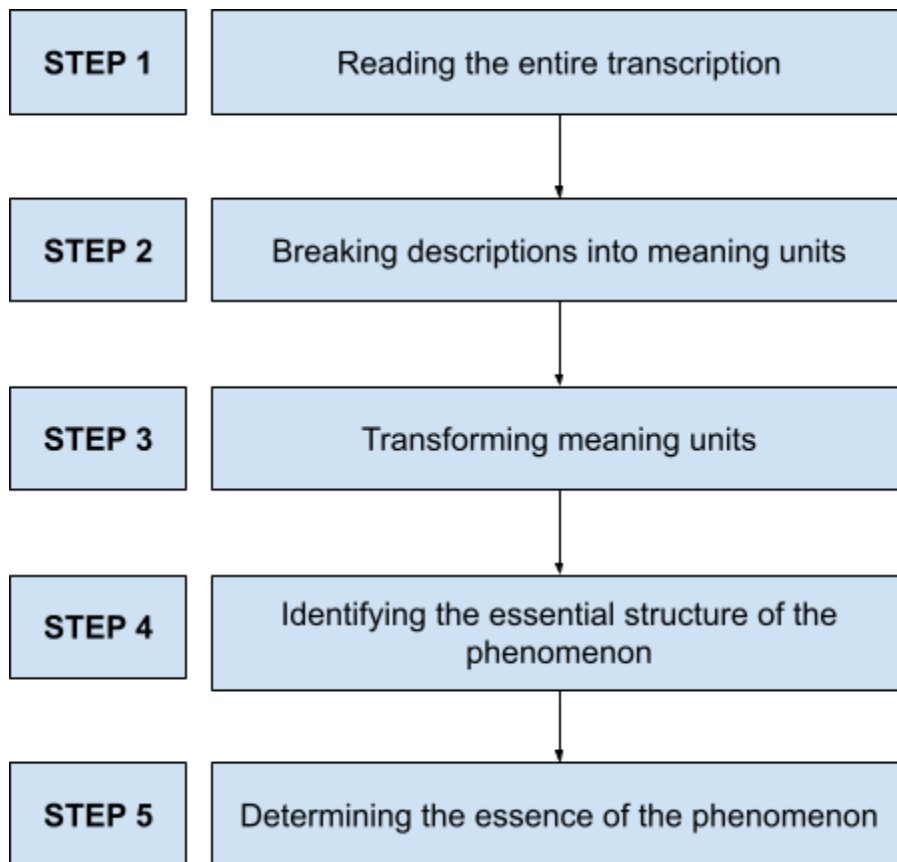 STEP 1
Reading the entire transcription
STEP 2
Breaking descriptions into meaning units
STEP 3
Transforming meaning units
STEP 4
Identifying the essential structure of the
phenomenon
STEP 5
Determining the essence of the phenomenon